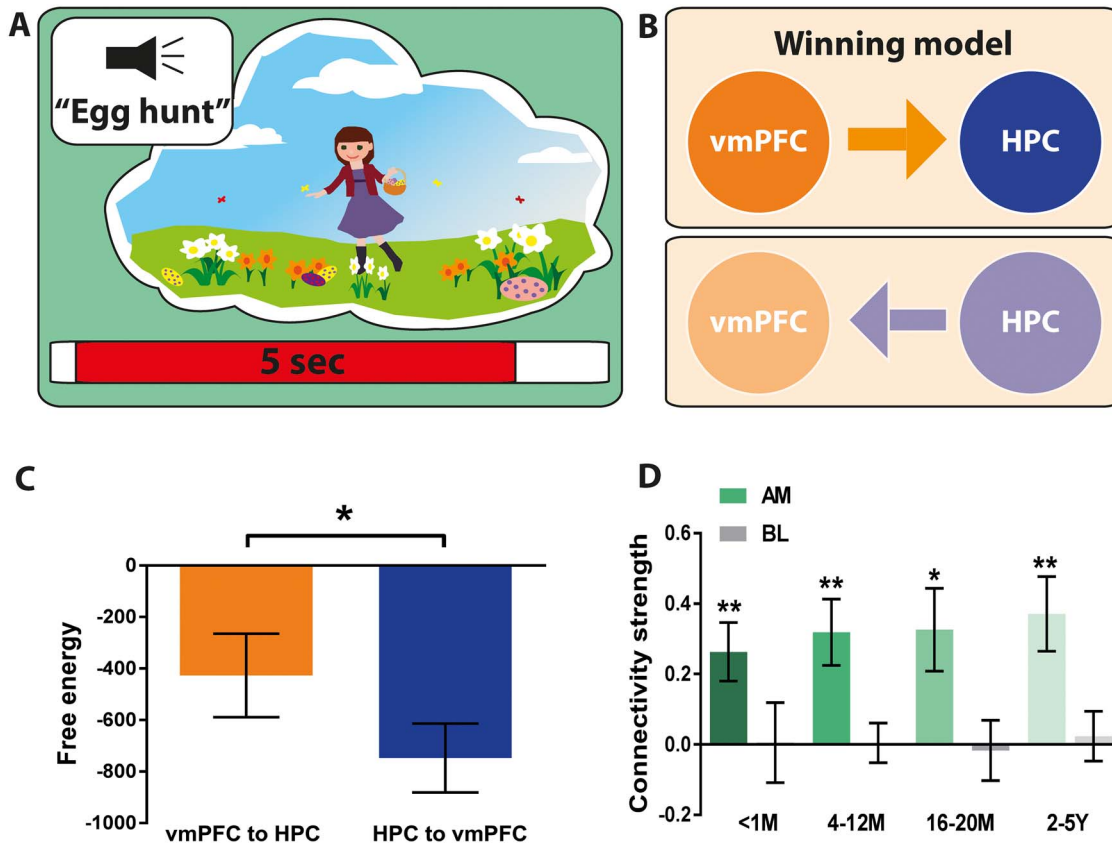 A
"Egg hunt"
5 sec
B
Winning model
vmPFC
HPC
vmPFC
HPC
C
*
Free energy
0
-200
-400
-600
-800
-1000
vmPFC to HPC
HPC to vmPFC
D
AM
BL
Connectivity strength
0.6
0.4
0.2
0.0
-0.2
**
**
*
**
<1M
4-12M
16-20M
2-5Y